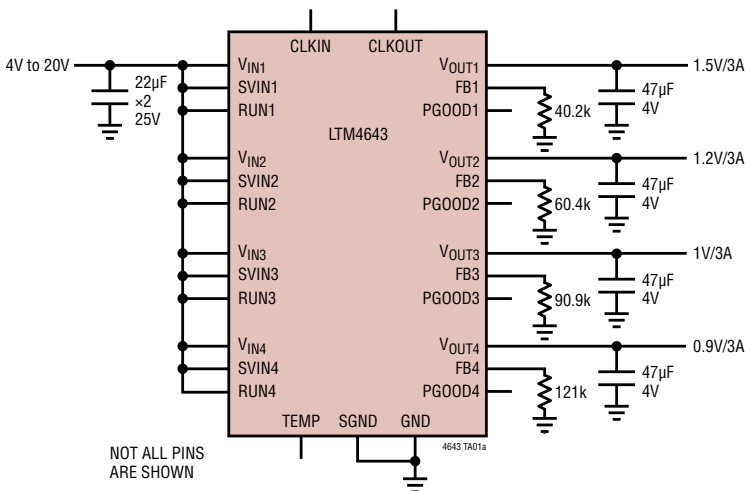 CLKIN CLKOUT
4V to 20V
22µF
×2
25V
VIN1
SVIN1
RUN1
VIN2
SVIN2
RUN2
VIN3
SVIN3
RUN3
VIN4
SVIN4
RUN4
LTM4643
VOUT1
FB1
PGOOD1
VOUT2
FB2
PGOOD2
VOUT3
FB3
PGOOD3
VOUT4
FB4
PGOOD4
TEMP SGND GND
40.2k
47µF
4V
1.5V/3A
60.4k
47µF
4V
1.2V/3A
90.9k
47µF
4V
1V/3A
121k
47µF
4V
0.9V/3A
4643 TA01a
NOT ALL PINS
ARE SHOWN